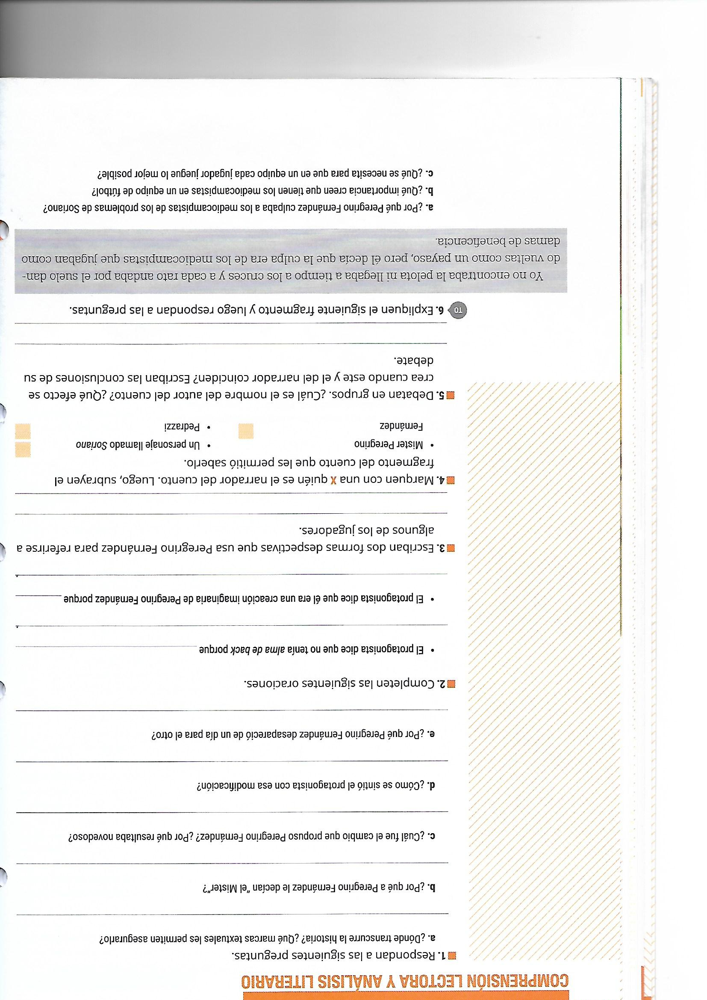 COMPRENSIÓN LECTORA Y ANÁLISIS LITERARIO
1. Respondan a las siguientes preguntas.
a. ¿Dónde transcurre la historia? ¿Qué marcas textuales les permiten asegurarlo?
b. ¿Por qué a Peregrino Fernández le decían "el Mister"?
c. ¿Cuál fue el cambio que propuso Peregrino Fernández? ¿Por qué resultaba novedoso?
d. ¿Cómo se sintió el protagonista con esa modificación?
e. ¿Por qué Peregrino Fernández desapareció de un día para el otro?
2. Completen las siguientes oraciones.
• El protagonista dice que no tenía alma de back porque
.
• El protagonista dice que él era una creación imaginaria de Peregrino Fernández porque
.
3. Escriban dos formas despectivas que usa Peregrino Fernández para referirse a
algunos de los jugadores.
4. Marquen con una X quién es el narrador del cuento. Luego, subrayen el
fragmento del cuento que les permitió saberlo.
• Mister Peregrino
Fernández
• Un personaje llamado Soriano
• Pedrazzi
5. Debatan en grupos. ¿Cuál es el nombre del autor del cuento? ¿Qué efecto se
crea cuando este y el del narrador coinciden? Escriban las conclusiones de su
debate.
TO 6. Expliquen el siguiente fragmento y luego respondan a las preguntas.
Yo no encontraba la pelota ni llegaba a tiempo a los cruces y a cada rato andaba por el suelo dan-
do vueltas como un payaso, pero él decía que la culpa era de los mediocampistas que jugaban como
damas de beneficencia.
a. ¿Por qué Peregrino Fernández culpaba a los mediocampistas de los problemas de Soriano?
b. ¿Qué importancia creen que tienen los mediocampistas en un equipo de fútbol?
c. ¿Qué se necesita para que en un equipo cada jugador juegue lo mejor posible?